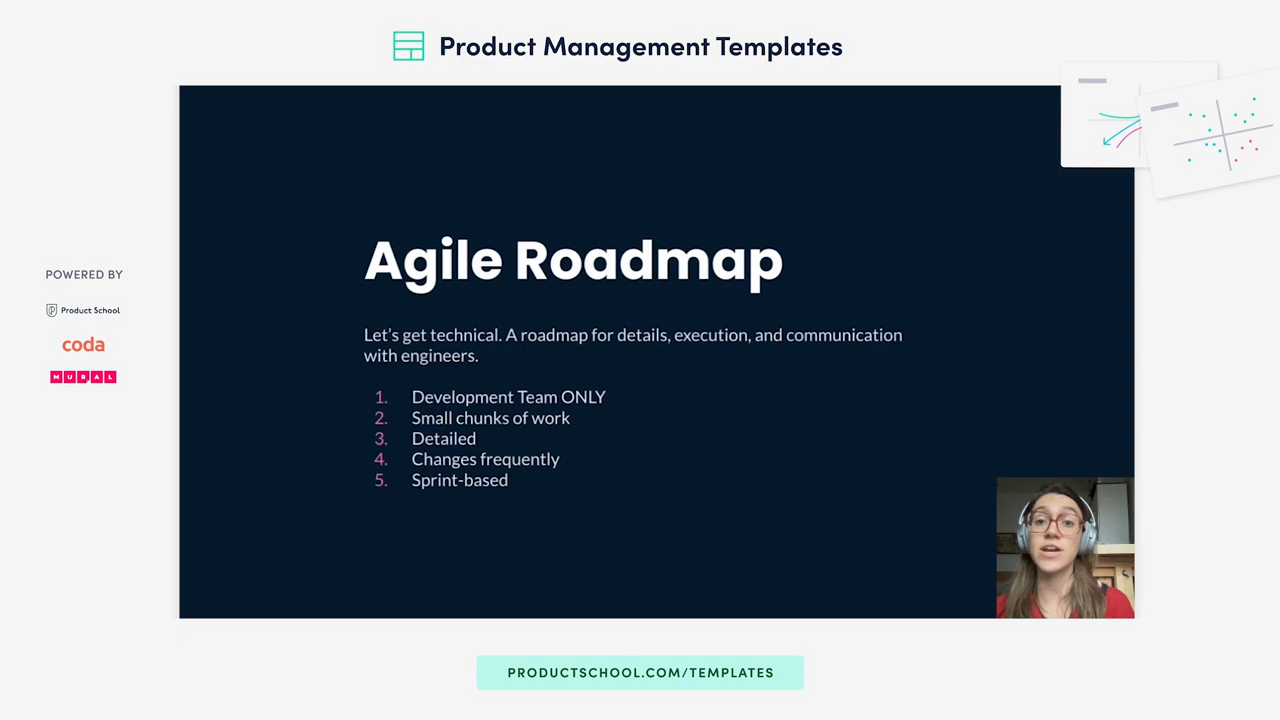 Product Management Templates
POWERED BY
Product School
coda
MURAL
Agile Roadmap
Let's get technical. A roadmap for details, execution, and communication
with engineers.
1. Development Team ONLY
2. Small chunks of work
3. Detailed
4. Changes frequently
5. Sprint-based
PRODUCTSCHOOL.COM/TEMPLATES